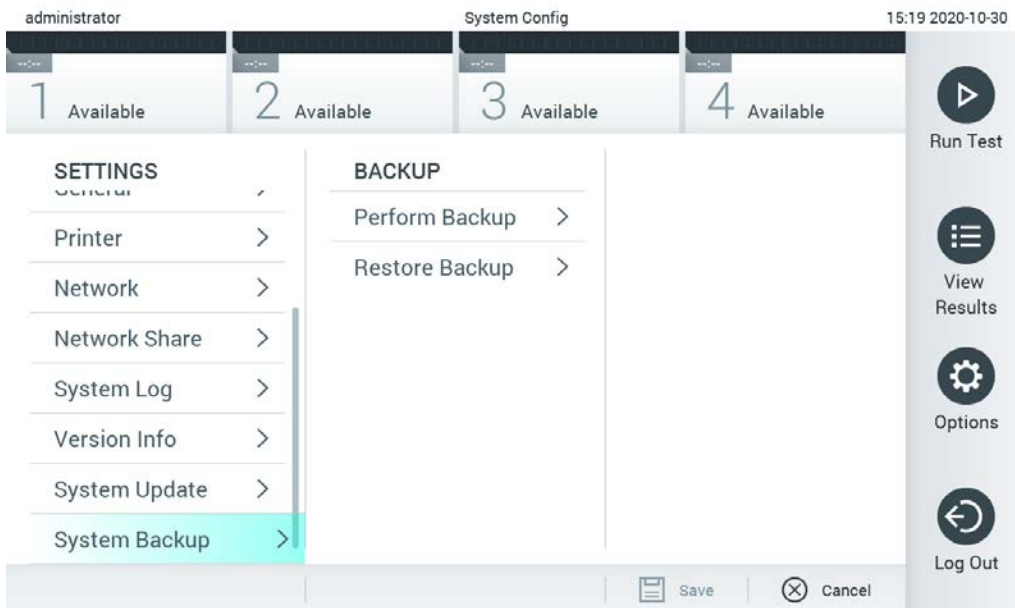 administrator System Config 15:19 2020-10-30
--:-- --:-- --:-- --:--
1 Available 2 Available 3 Available 4 Available
Run Test
View
Results
Options
Log Out
SETTINGS
General
Printer
Network
Network Share
System Log
Version Info
System Update
System Backup
BACKUP
Perform Backup
Restore Backup
Save Cancel